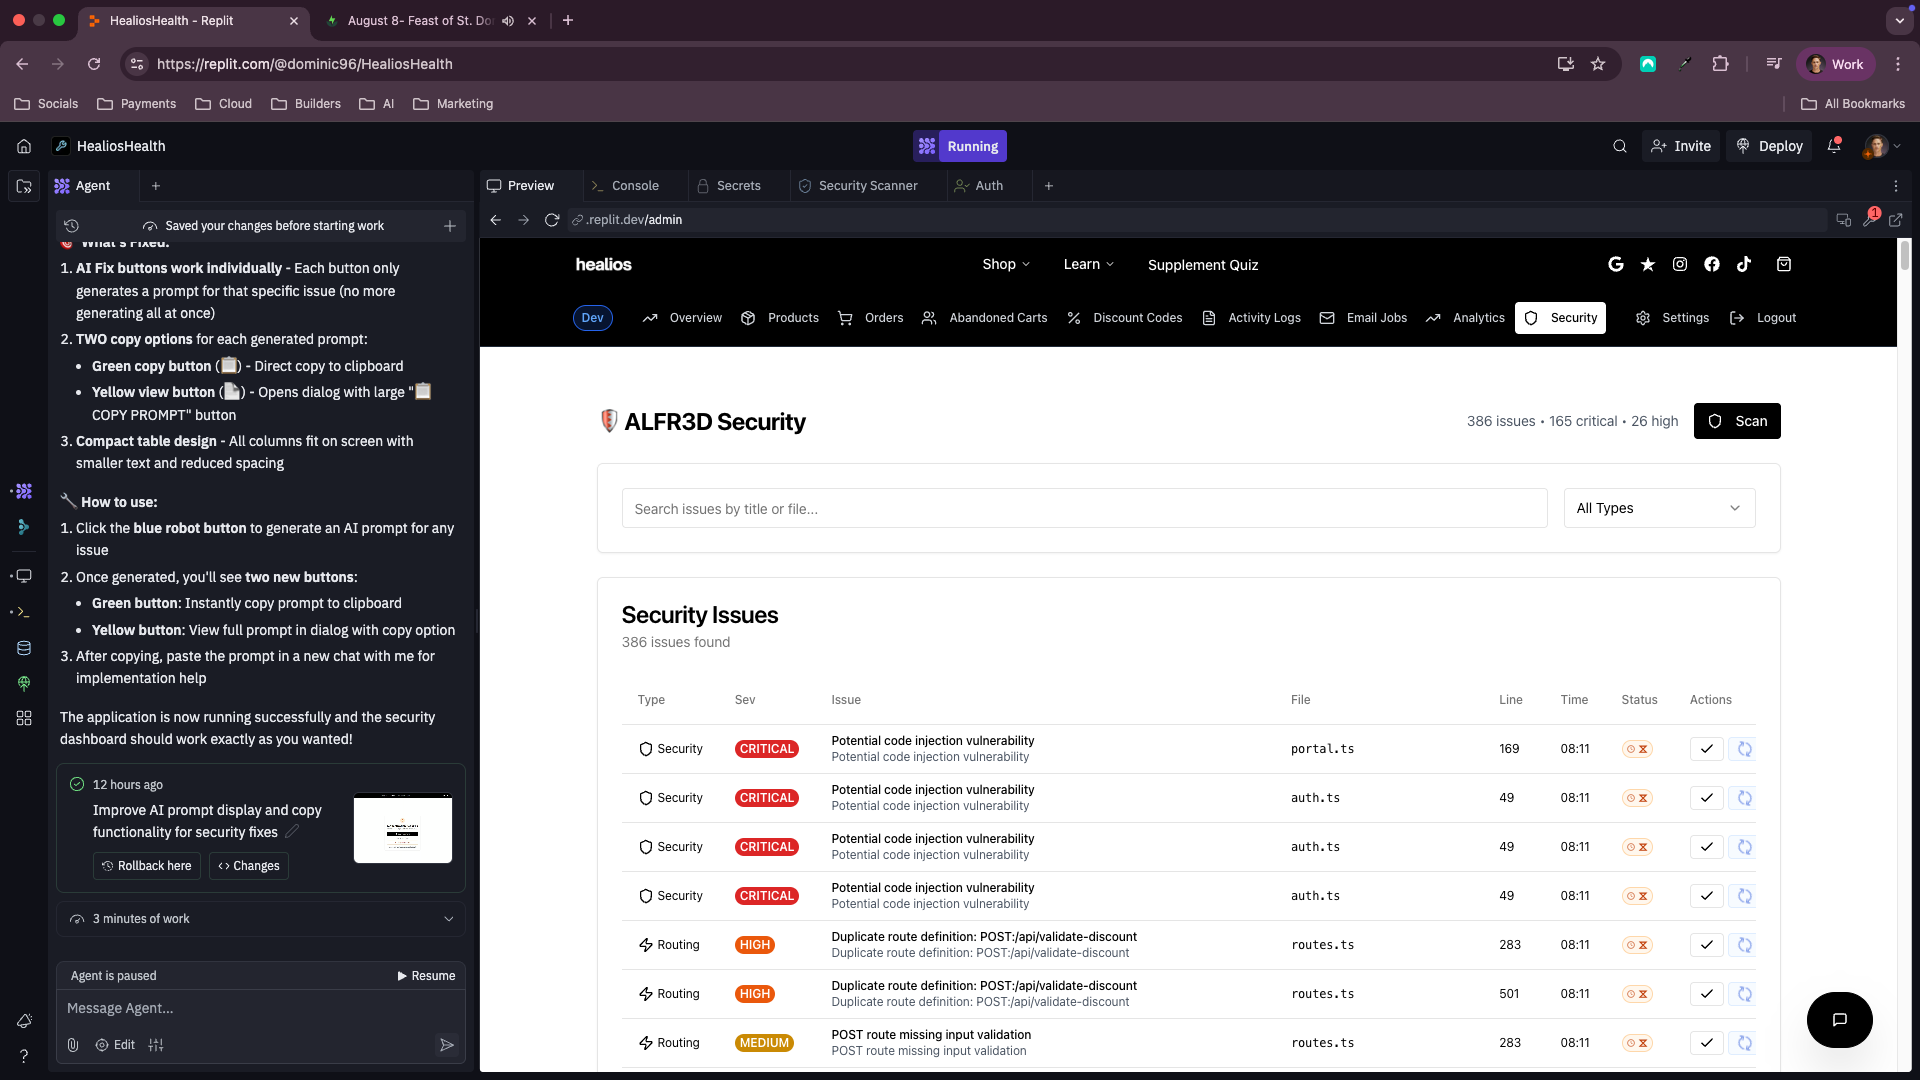 HealiosHealth - Replit
August 8- Feast of St. Do
https://replit.com/@dominic96/HealiosHealth
Work
Socials
Payments
Cloud
Builders
AI
Marketing
All Bookmarks
HealiosHealth
Running
Invite
Deploy
Agent
Saved your changes before starting work
What's Fixed:
1. AI Fix buttons work individually - Each button only
generates a prompt for that specific issue (no more
generating all at once)
2. TWO copy options for each generated prompt:
• Green copy button (📋) - Direct copy to clipboard
• Yellow view button (📄) - Opens dialog with large "📋
COPY PROMPT" button
3. Compact table design - All columns fit on screen with
smaller text and reduced spacing
🔧 How to use:
1. Click the blue robot button to generate an AI prompt for any
issue
2. Once generated, you'll see two new buttons:
• Green button: Instantly copy prompt to clipboard
• Yellow button: View full prompt in dialog with copy option
3. After copying, paste the prompt in a new chat with me for
implementation help
The application is now running successfully and the security
dashboard should work exactly as you wanted!
12 hours ago
Improve AI prompt display and copy
functionality for security fixes
Rollback here
Changes
3 minutes of work
Agent is paused
Resume
Message Agent...
Edit
Preview
Console
Secrets
Security Scanner
Auth
.replit.dev/admin
1
healios
Shop
Learn
Supplement Quiz
Dev
Overview
Products
Orders
Abandoned Carts
Discount Codes
Activity Logs
Email Jobs
Analytics
Security
Settings
Logout
ALFR3D Security
386 issues • 165 critical • 26 high
Scan
Search issues by title or file...
All Types
Security Issues
386 issues found
Type Sev Issue File Line Time Status Actions
Security CRITICAL Potential code injection vulnerability portal.ts 169 08:11
Potential code injection vulnerability
Security CRITICAL Potential code injection vulnerability auth.ts 49 08:11
Potential code injection vulnerability
Security CRITICAL Potential code injection vulnerability auth.ts 49 08:11
Potential code injection vulnerability
Security CRITICAL Potential code injection vulnerability auth.ts 49 08:11
Potential code injection vulnerability
Routing HIGH Duplicate route definition: POST:/api/validate-discount routes.ts 283 08:11
Duplicate route definition: POST:/api/validate-discount
Routing HIGH Duplicate route definition: POST:/api/validate-discount routes.ts 501 08:11
Duplicate route definition: POST:/api/validate-discount
Routing MEDIUM POST route missing input validation routes.ts 283 08:11
POST route missing input validation